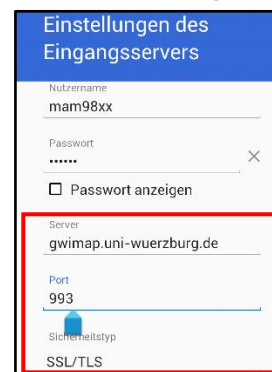 Einstellungen des
Eingangsservers
Nutzername
mam98xx
Passwort
••••••
Passwort anzeigen
Server
gwimap.uni-wuerzburg.de
Port
993
Sicherheitstyp
SSL/TLS